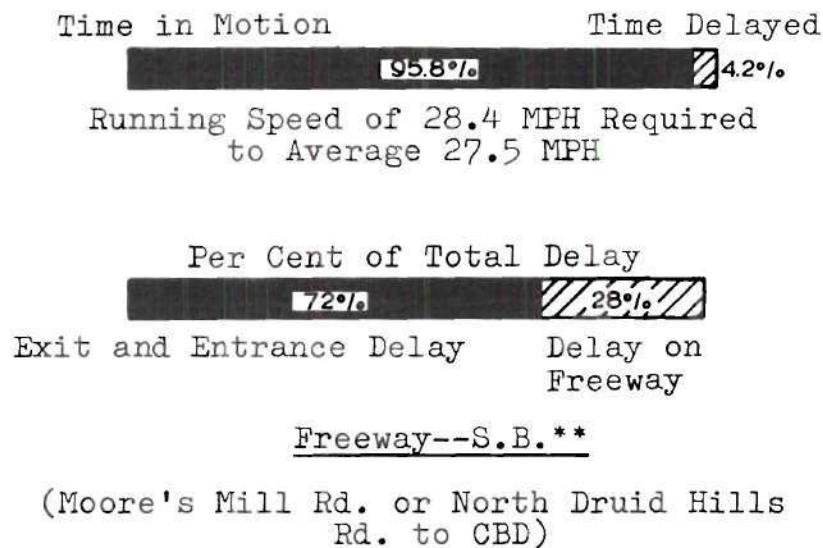 Time in Motion Time Delayed
95.8% 4.2%
Running Speed of 28.4 MPH Required
to Average 27.5 MPH
Per Cent of Total Delay
72% 28%
Exit and Entrance Delay Delay on
Freeway
Freeway--S.B.**
(Moore's Mill Rd. or North Druid Hills
Rd. to CBD)